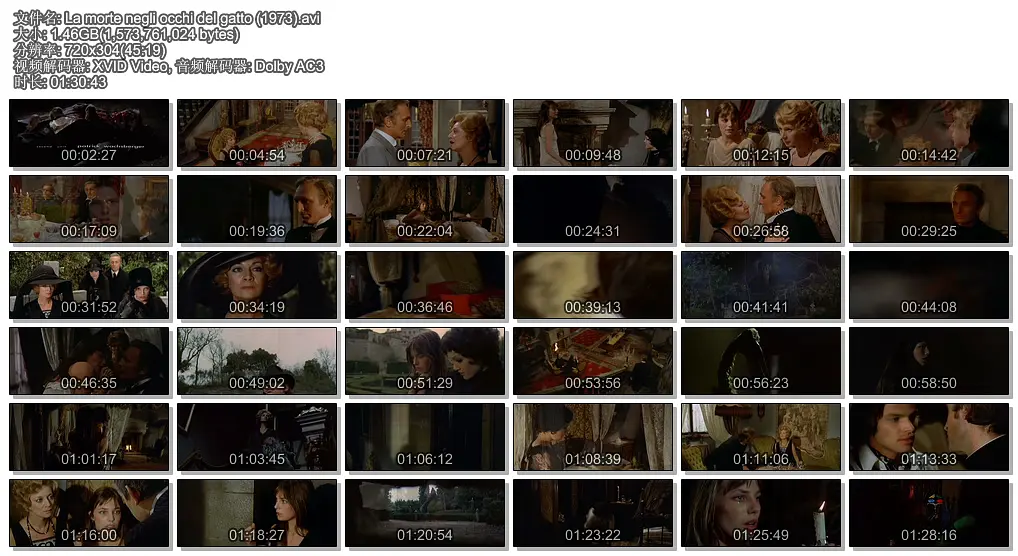 文件名: La morte negli occhi del gatto (1973).avi
大小: 1.46GB(1,573,761,024 bytes)
分辨率: 720x304(45:19)
视频解码器: XVID Video, 音频解码器: Dolby AC3
时长: 01:30:43
00:02:27 00:04:54 00:07:21 00:09:48 00:12:15 00:14:42
00:17:09 00:19:36 00:22:04 00:24:31 00:26:58 00:29:25
00:31:52 00:34:19 00:36:46 00:39:13 00:41:41 00:44:08
00:46:35 00:49:02 00:51:29 00:53:56 00:56:23 00:58:50
01:01:17 01:03:45 01:06:12 01:08:39 01:11:06 01:13:33
01:16:00 01:18:27 01:20:54 01:23:22 01:25:49 01:28:16